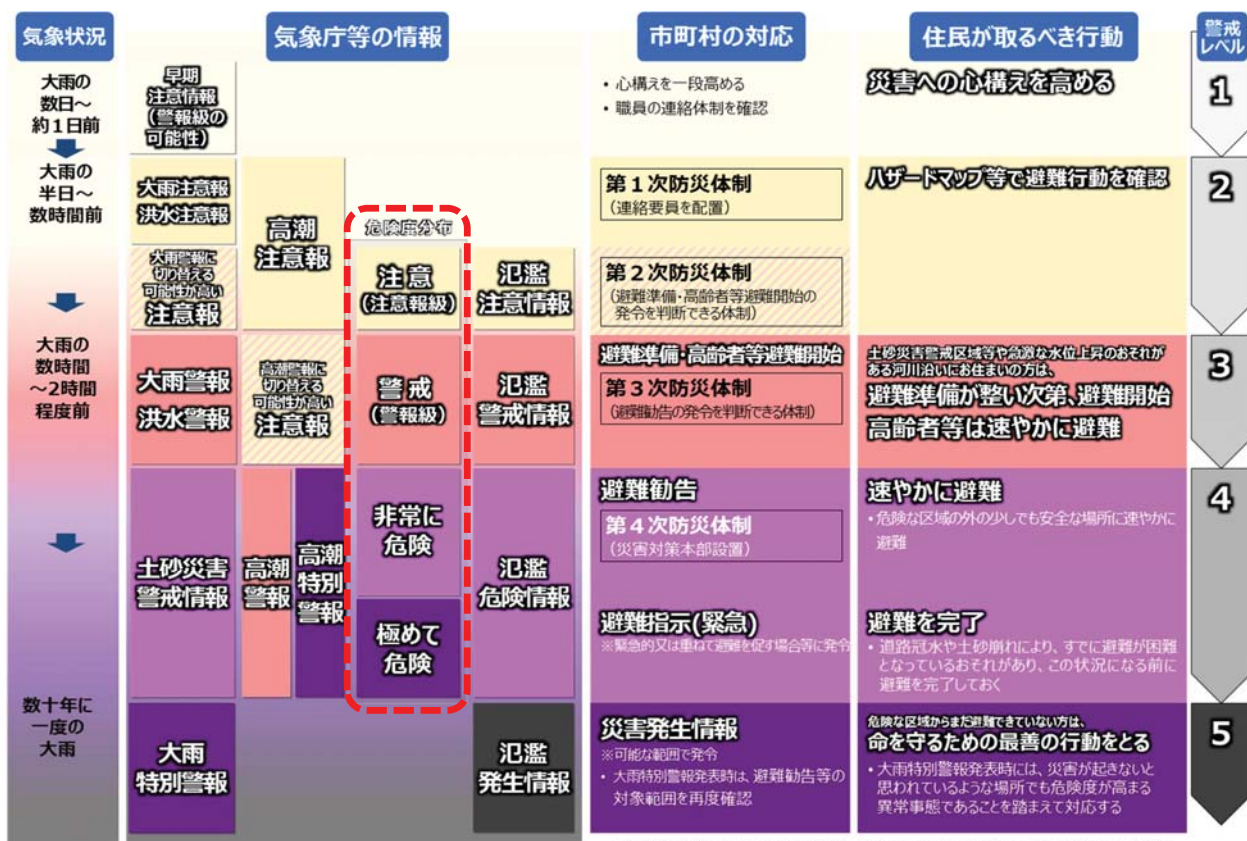 気象状況
気象庁等の情報
市町村の対応
住民が取るべき行動
警戒
レベル
大雨の
数日～
約1日前
早期
注意情報
(警報級の
可能性)
・心構えを一段高める
・職員の連絡体制を確認
災害への心構えを高める
1
大雨の
半日～
数時間前
大雨注意報
洪水注意報
高潮
注意報
危険度分布
第1次防災体制
(連絡要員を配置)
ハザードマップ等で避難行動を確認
2
大雨警報に
切り替える
可能性が高い
注意報
注意
(注意報級)
氾濫
注意情報
第2次防災体制
(避難準備・高齢者等避難開始の
発令を判断できる体制)
大雨の
数時間
～2時間
程度前
大雨警報
洪水警報
高潮警報に
切り替える
可能性が高い
注意報
警戒
(警報級)
氾濫
警戒情報
避難準備・高齢者等避難開始
第3次防災体制
(避難勧告の発令を判断できる体制)
土砂災害警戒区域等や急激な水位上昇のおそれが
ある河川沿いにお住まいの方は、
避難準備が整い次第、避難開始
高齢者等は速やかに避難
3
土砂災害
警戒情報
高潮
警報
高潮
特別
警報
非常に
危険
極めて
危険
氾濫
危険情報
避難勧告
第4次防災体制
(災害対策本部設置)
避難指示(緊急)
※緊急的又は重ねて避難を促す場合等に発令
速やかに避難
・危険な区域の外の少しでも安全な場所に速やかに
避難
避難を完了
・道路冠水や土砂崩れにより、すでに避難が困難
となっているおそれがあり、この状況になる前に
避難を完了しておく
4
数十年に
一度の
大雨
大雨
特別警報
氾濫
発生情報
災害発生情報
※可能な範囲で発令
・大雨特別警報発表時は、避難勧告等の
対象範囲を再度確認
危険な区域からまだ避難できていない方は、
命を守るための最善の行動をとる
・大雨特別警報発表時には、災害が起きないと
思われているような場所でも危険度が高まる
異常事態であることを踏まえて対応する
5